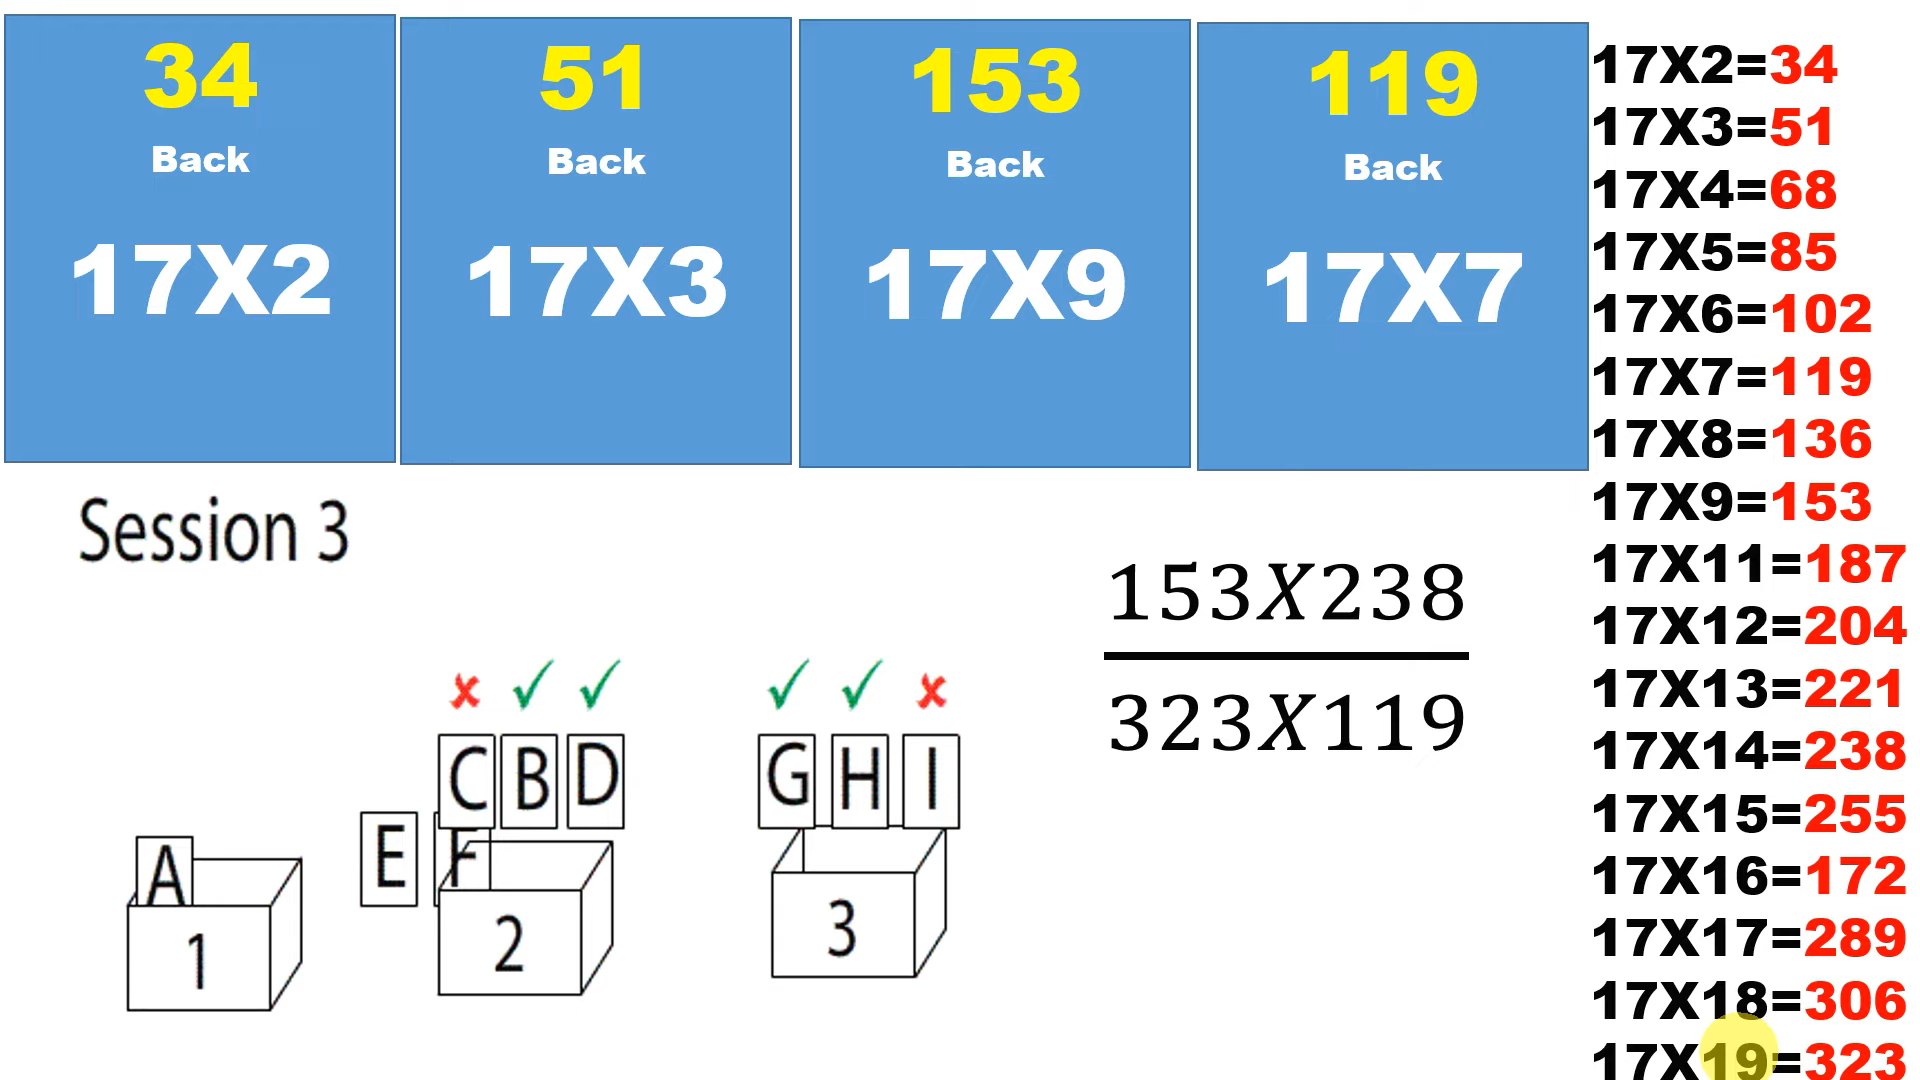 34
Back
17X2
51
Back
17X3
153
Back
17X9
119
Back
17X7
17X2=34
17X3=51
17X4=68
17X5=85
17X6=102
17X7=119
17X8=136
17X9=153
17X11=187
17X12=204
17X13=221
17X14=238
17X15=255
17X16=172
17X17=289
17X18=306
17X19=323
Session 3
✘ ✓ ✓
C B D
E F
A
1
2
✓ ✓ ✘
G H I
3
153X238
323X119